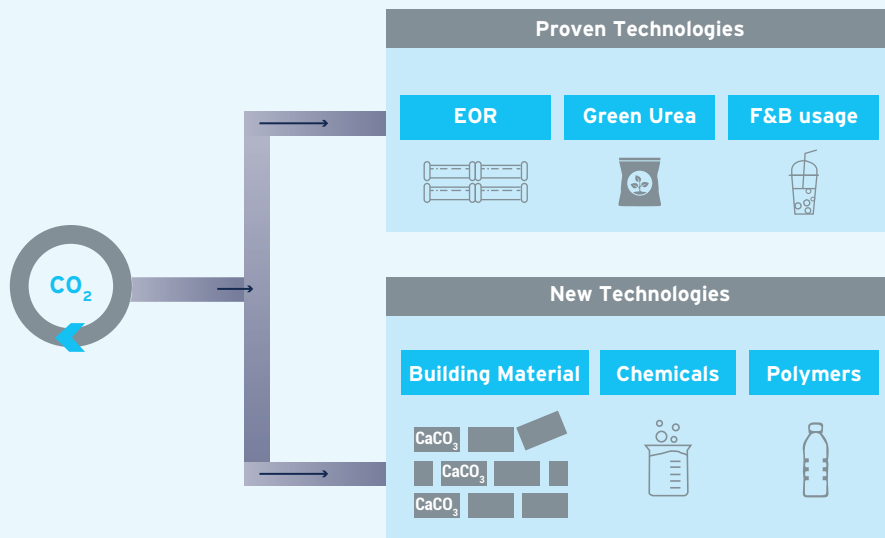 Proven Technologies
EOR
Green Urea
F&B usage
CO₂
New Technologies
Building Material
Chemicals
Polymers
CaCO₃
CaCO₃
CaCO₃